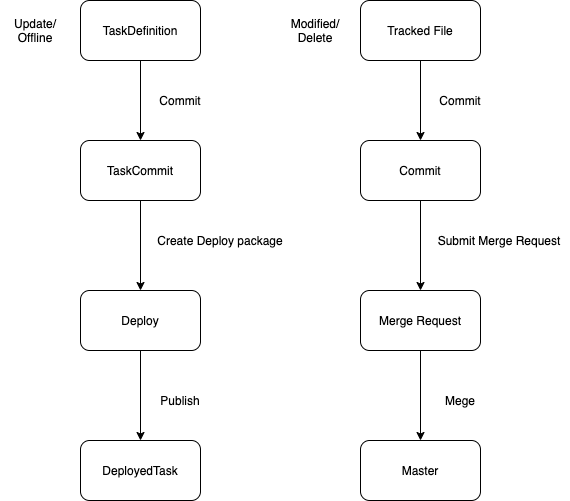 Update/
Offline
TaskDefinition
Modified/
Delete
Tracked File
Commit
Commit
TaskCommit
Commit
Create Deploy package
Submit Merge Request
Deploy
Merge Request
Publish
Mege
DeployedTask
Master